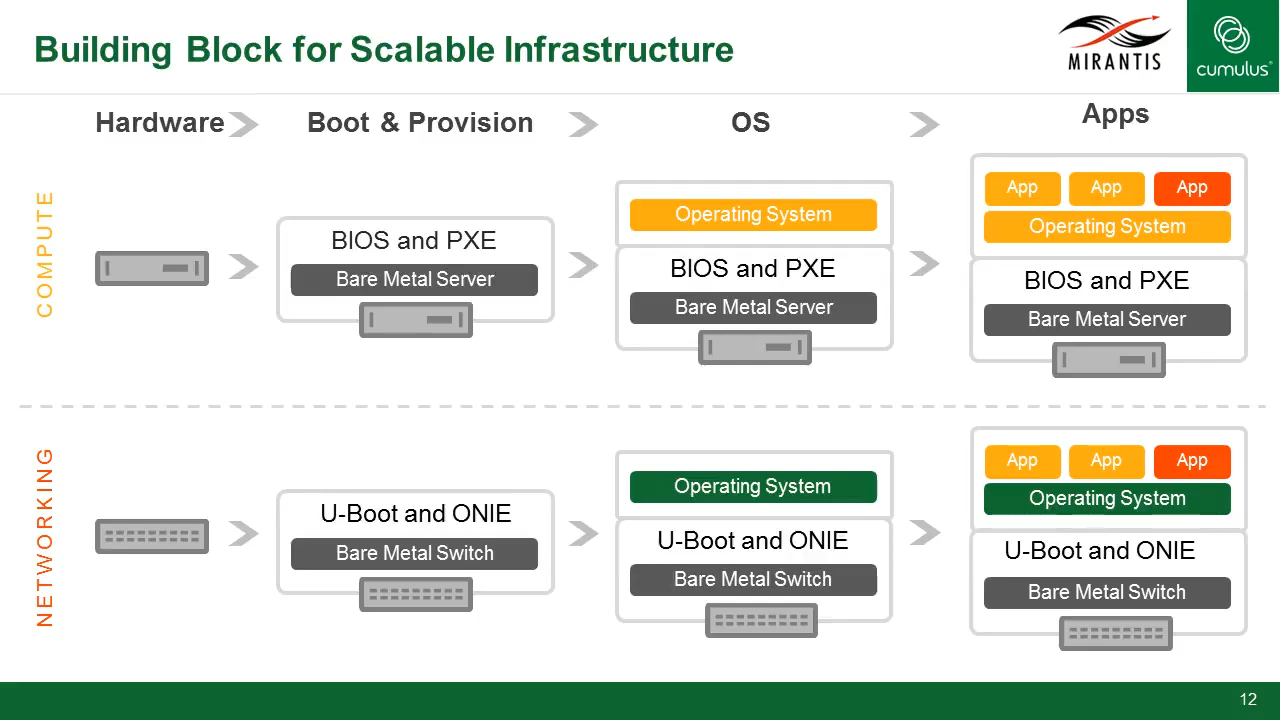 Building Block for Scalable Infrastructure
MIRANTIS
cumulus®
Hardware
Boot & Provision
OS
Apps
COMPUTE
BIOS and PXE
Bare Metal Server
Operating System
BIOS and PXE
Bare Metal Server
App App App
Operating System
BIOS and PXE
Bare Metal Server
NETWORKING
U-Boot and ONIE
Bare Metal Switch
Operating System
U-Boot and ONIE
Bare Metal Switch
App App App
Operating System
U-Boot and ONIE
Bare Metal Switch
12